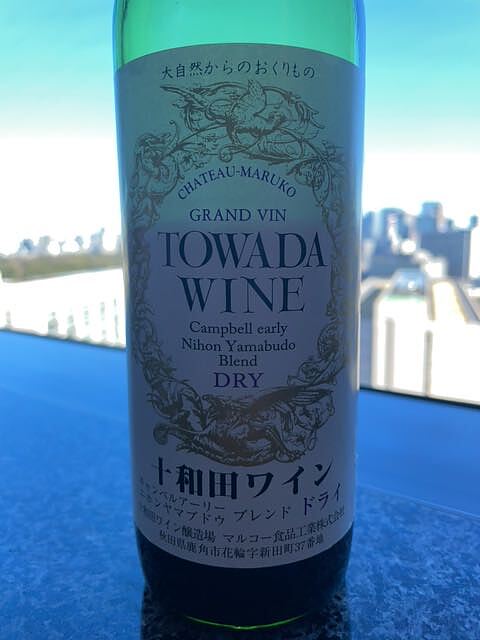 大自然からのおくりもの
CHATEAU-MARUKO
GRAND VIN
TOWADA
WINE
Campbell early
Nihon Yamabudo
Blend
DRY
十和田ワイン
キャンベルアーリー
ニホンヤマブドウ ブレンド ドライ
十和田ワイン醸造場 マルコー食品工業株式会社
秋田県鹿角市花輪字新田町37番地